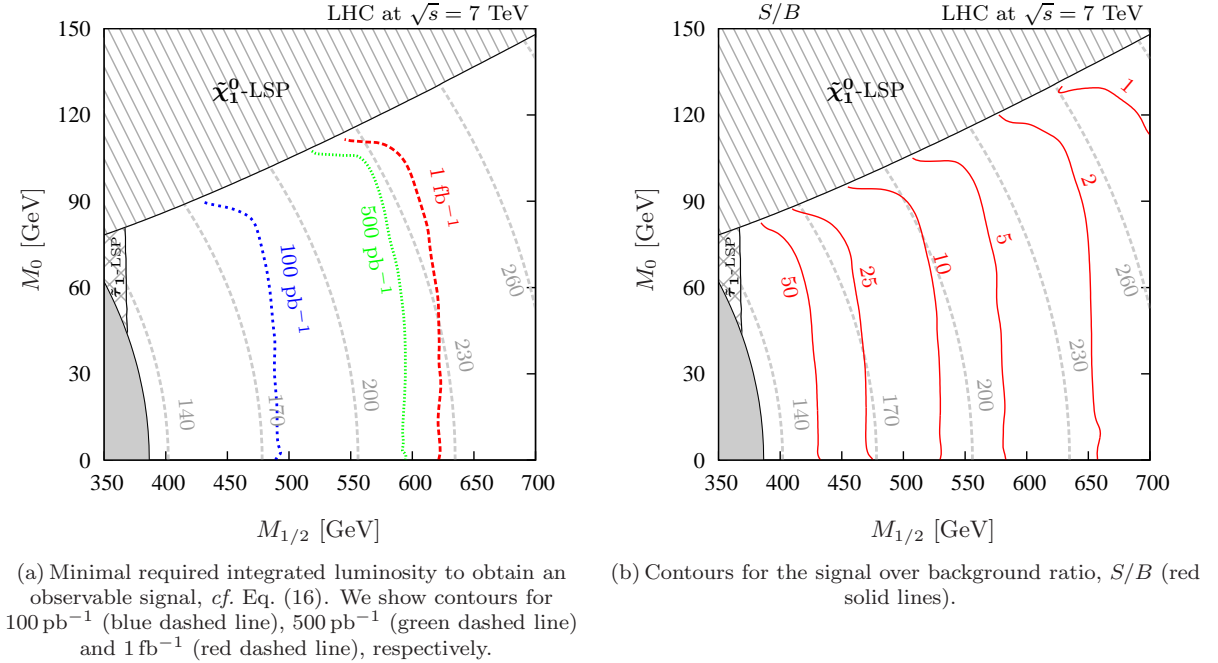 LHC at √s = 7 TeV
150
120
90
60
30
0
M₀ [GeV]
350
400
450
500
550
600
650
700
M₁/₂ [GeV]
χ̃₁⁰-LSP
τ̃₁-LSP
100 pb⁻¹
500 pb⁻¹
1 fb⁻¹
140
170
200
230
260
(a) Minimal required integrated luminosity to obtain an
observable signal, cf. Eq. (16). We show contours for
100 pb⁻¹ (blue dashed line), 500 pb⁻¹ (green dashed line)
and 1 fb⁻¹ (red dashed line), respectively.
S/B
LHC at √s = 7 TeV
150
120
90
60
30
0
M₀ [GeV]
350
400
450
500
550
600
650
700
M₁/₂ [GeV]
χ̃₁⁰-LSP
τ̃₁-LSP
50
25
10
5
2
1
140
170
200
230
260
(b) Contours for the signal over background ratio, S/B (red
solid lines).